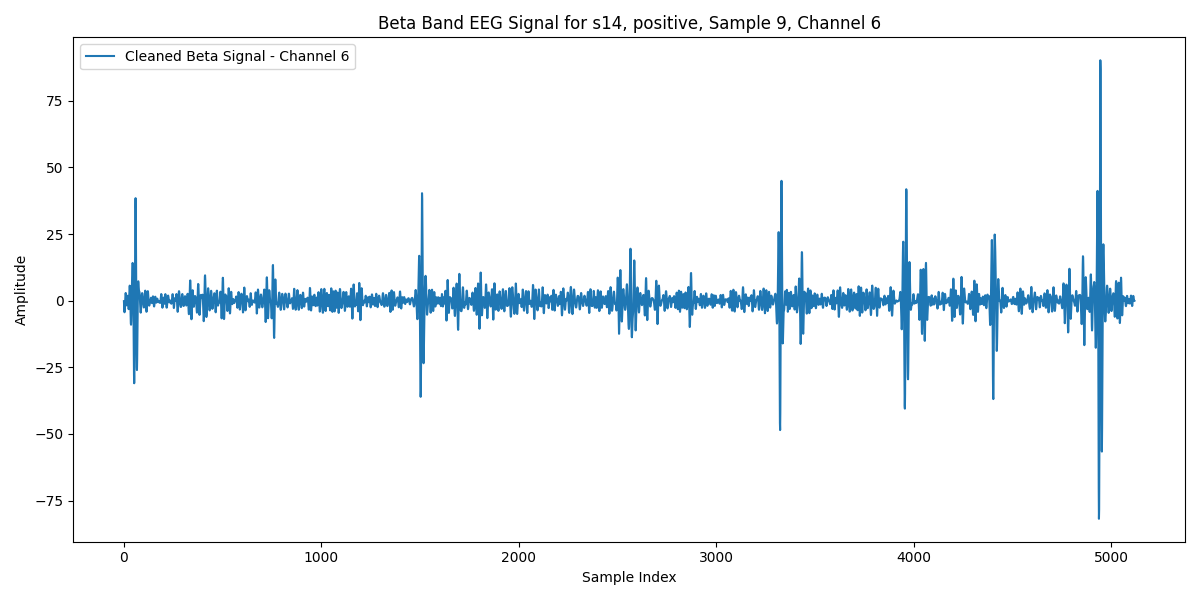 Beta Band EEG Signal for s14, positive, Sample 9, Channel 6
Cleaned Beta Signal - Channel 6
Amplitude
75
50
25
0
−25
−50
−75
0 1000 2000 3000 4000 5000
Sample Index